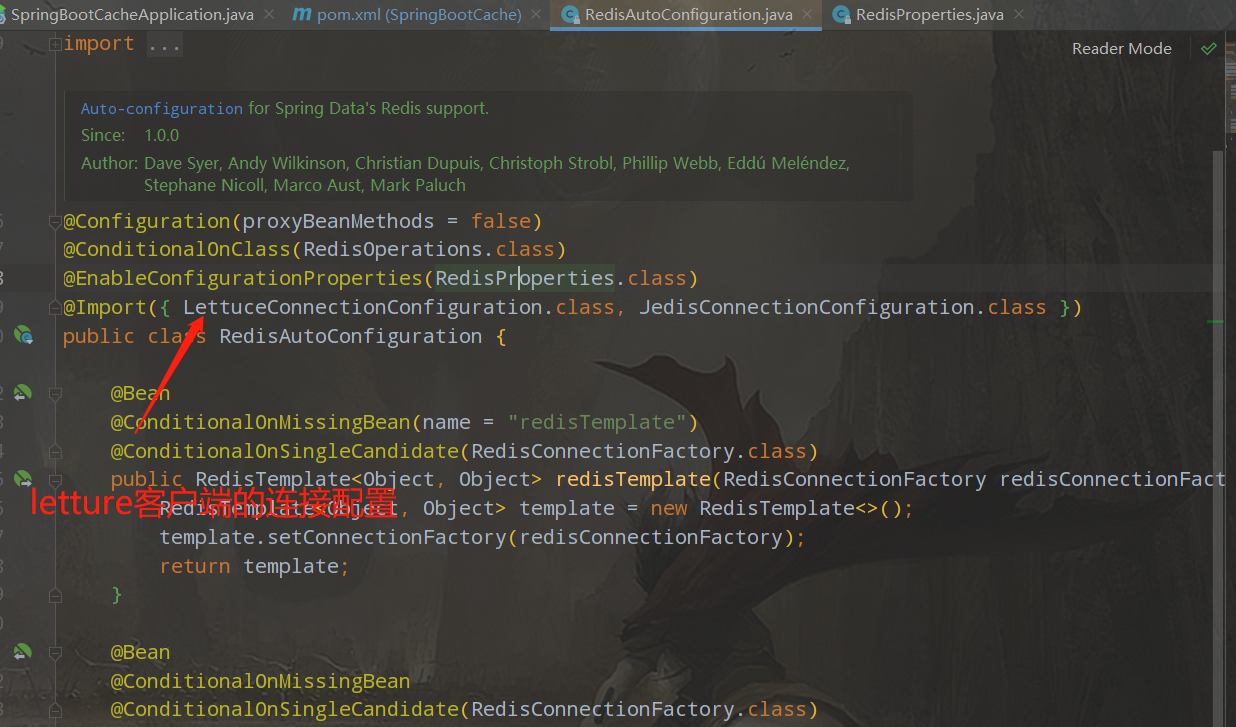 SpringBootCacheApplication.java
pom.xml (SpringBootCache)
RedisAutoConfiguration.java
RedisProperties.java
import ...
Reader Mode
Auto-configuration for Spring Data's Redis support.
Since: 1.0.0
Author: Dave Syer, Andy Wilkinson, Christian Dupuis, Christoph Strobl, Phillip Webb, Eddú Meléndez,
Stephane Nicoll, Marco Aust, Mark Paluch
@Configuration(proxyBeanMethods = false)
@ConditionalOnClass(RedisOperations.class)
@EnableConfigurationProperties(RedisProperties.class)
@Import({ LettuceConnectionConfiguration.class, JedisConnectionConfiguration.class })
public class RedisAutoConfiguration {
@Bean
@ConditionalOnMissingBean(name = "redisTemplate")
@ConditionalOnSingleCandidate(RedisConnectionFactory.class)
public RedisTemplate<Object, Object> redisTemplate(RedisConnectionFactory redisConnectionFact
letture客户端的连接配置
RedisTemplate<Object, Object> template = new RedisTemplate<>();
template.setConnectionFactory(redisConnectionFactory);
return template;
}
@Bean
@ConditionalOnMissingBean
@ConditionalOnSingleCandidate(RedisConnectionFactory.class)